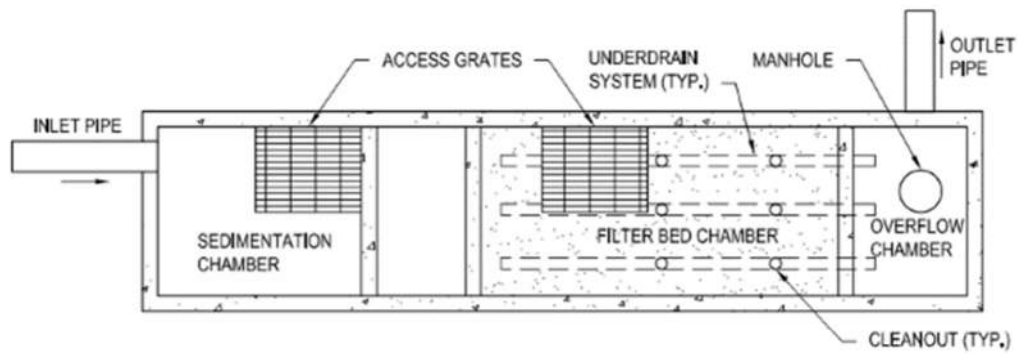 ACCESS GRATES
UNDERDRAIN
SYSTEM (TYP.)
MANHOLE
OUTLET
PIPE
INLET PIPE
SEDIMENTATION
CHAMBER
FILTER BED CHAMBER
OVERFLOW
CHAMBER
CLEANOUT (TYP.)